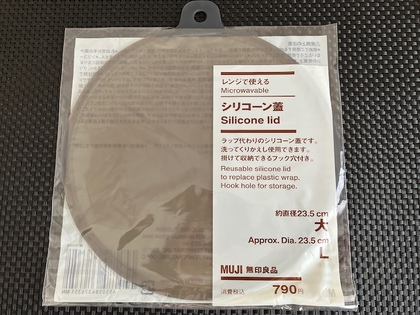 レンジで使える
Microwavable
シリコーン蓋
Silicone lid
ラップ代わりのシリコーン蓋です。
洗ってくりかえし使用できます。
掛けて収納できるフック穴付き。
Reusable silicone lid
to replace plastic wrap.
Hook hole for storage.
約直径23.5 cm
大
Approx. Dia. 23.5 cm
L
MUJI 無印良品
消費税込 790円